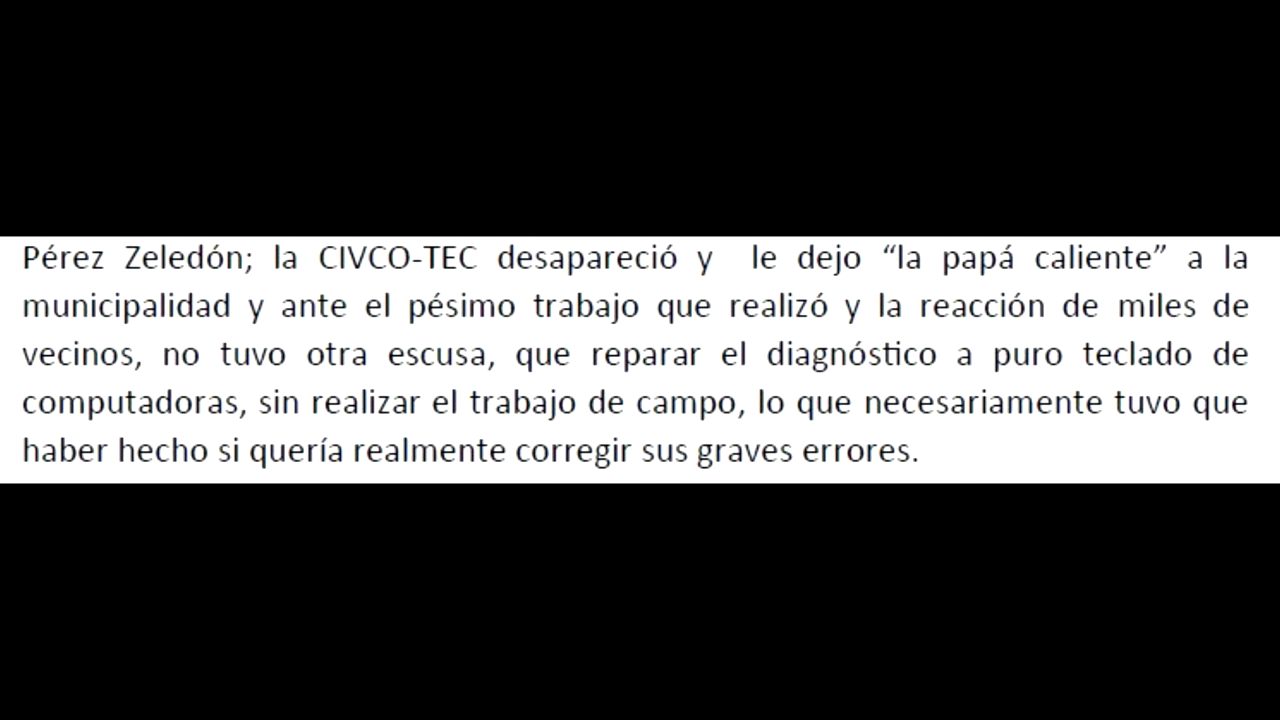 Pérez Zeledón; la CIVCO-TEC desapareció y le dejo “la papá caliente” a la
municipalidad y ante el pésimo trabajo que realizó y la reacción de miles de
vecinos, no tuvo otra escusa, que reparar el diagnóstico a puro teclado de
computadoras, sin realizar el trabajo de campo, lo que necesariamente tuvo que
haber hecho si quería realmente corregir sus graves errores.